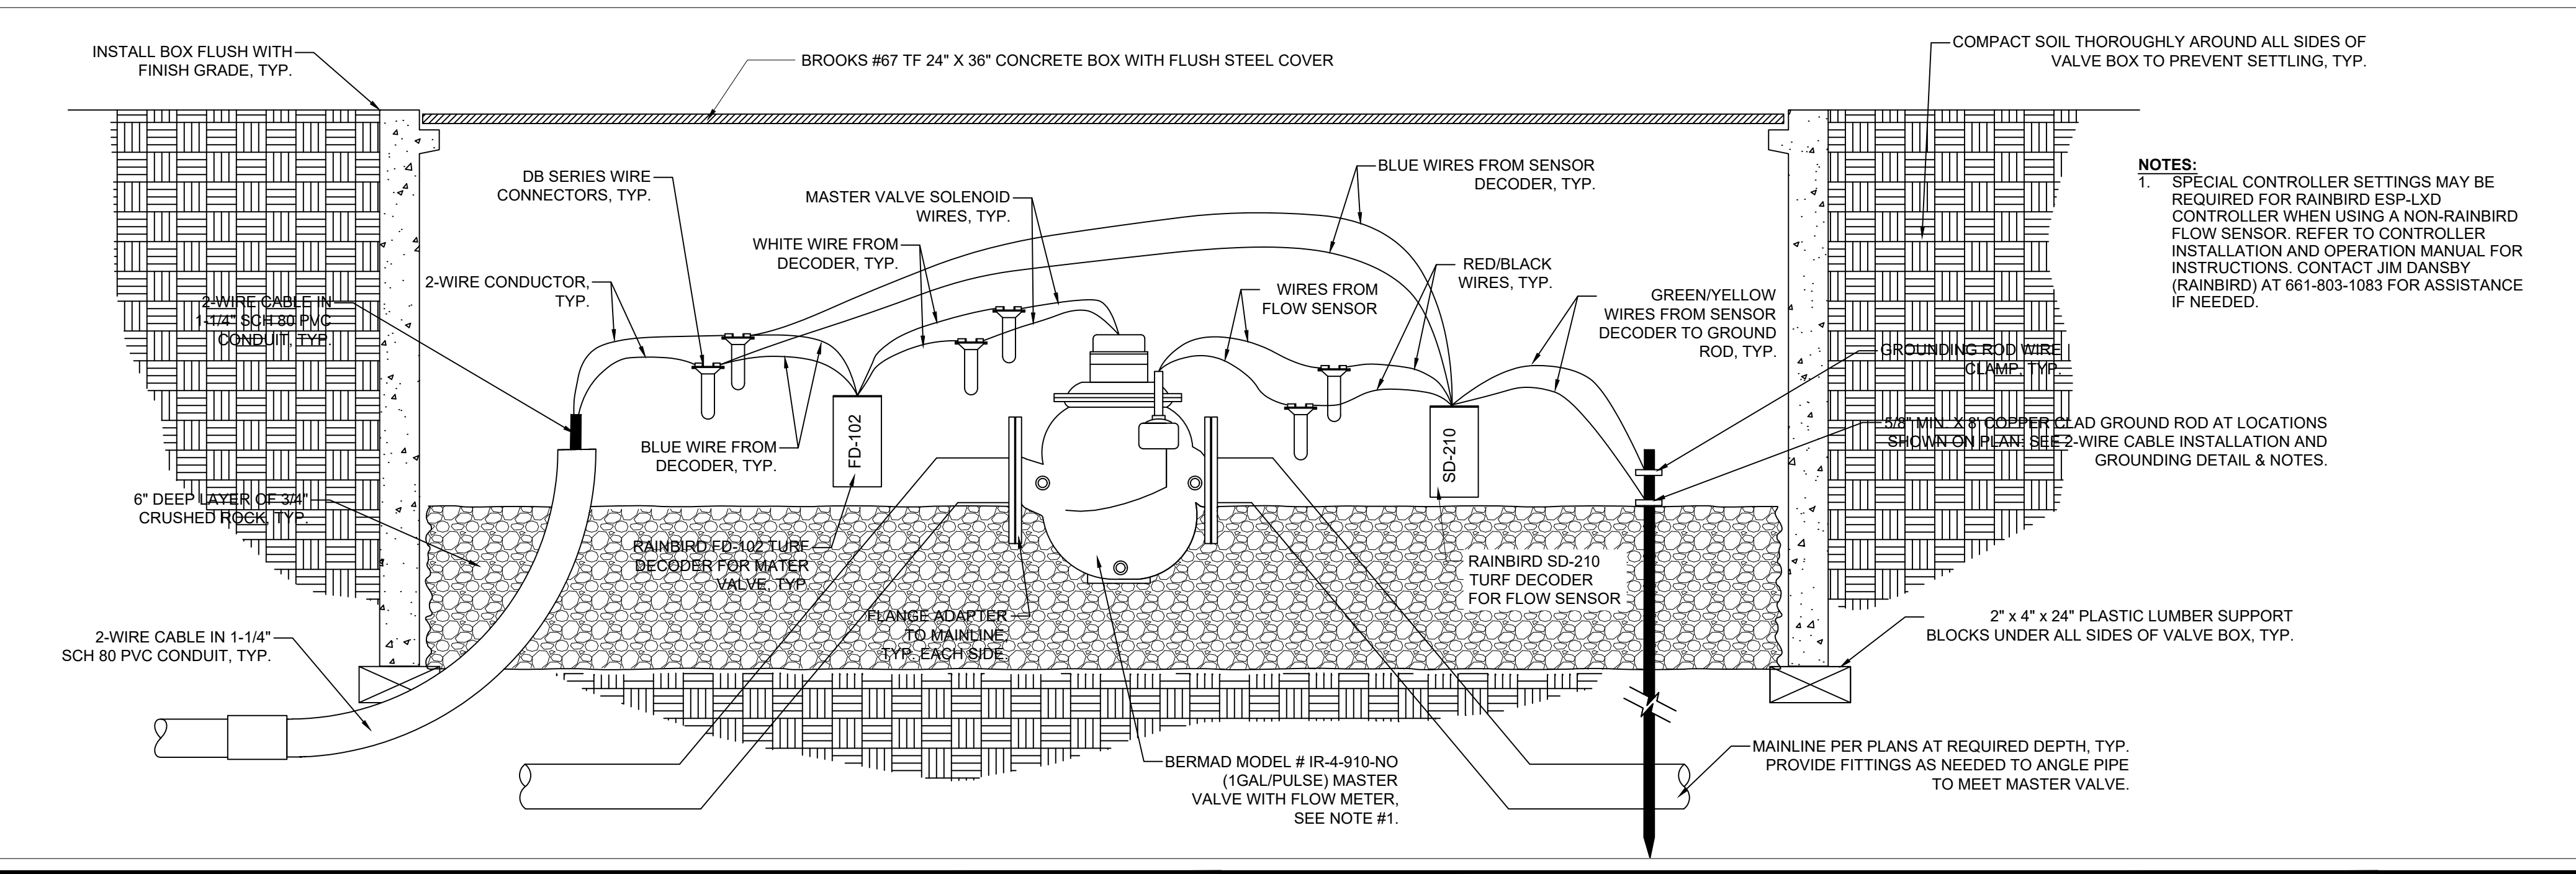 INSTALL BOX FLUSH WITH
FINISH GRADE, TYP.
BROOKS #67 TF 24" X 36" CONCRETE BOX WITH FLUSH STEEL COVER
COMPACT SOIL THOROUGHLY AROUND ALL SIDES OF
VALVE BOX TO PREVENT SETTLING, TYP.
DB SERIES WIRE
CONNECTORS, TYP.
MASTER VALVE SOLENOID
WIRES, TYP.
BLUE WIRES FROM SENSOR
DECODER, TYP.
WHITE WIRE FROM
DECODER, TYP.
2-WIRE CONDUCTOR,
TYP.
WIRES FROM
FLOW SENSOR
RED/BLACK
WIRES, TYP.
GREEN/YELLOW
WIRES FROM SENSOR
DECODER TO GROUND
ROD, TYP.
NOTES:
1. SPECIAL CONTROLLER SETTINGS MAY BE
REQUIRED FOR RAINBIRD ESP-LXD
CONTROLLER WHEN USING A NON-RAINBIRD
FLOW SENSOR. REFER TO CONTROLLER
INSTALLATION AND OPERATION MANUAL FOR
INSTRUCTIONS. CONTACT JIM DANSBY
(RAINBIRD) AT 661-803-1083 FOR ASSISTANCE
IF NEEDED.
2-WIRE CABLE IN
1-1/4" SCH 80 PVC
CONDUIT, TYP.
GROUNDING ROD WIRE
CLAMP, TYP.
BLUE WIRE FROM
DECODER, TYP.
FD-102
SD-210
5/8" MIN. X 8' COPPER CLAD GROUND ROD AT LOCATIONS
SHOWN ON PLAN. SEE 2-WIRE CABLE INSTALLATION AND
GROUNDING DETAIL & NOTES.
6" DEEP LAYER OF 3/4"
CRUSHED ROCK, TYP.
RAINBIRD FD-102 TURF
DECODER FOR MATER
VALVE, TYP.
RAINBIRD SD-210
TURF DECODER
FOR FLOW SENSOR
FLANGE ADAPTER
TO MAINLINE,
TYP. EACH SIDE.
2-WIRE CABLE IN 1-1/4"
SCH 80 PVC CONDUIT, TYP.
2" x 4" x 24" PLASTIC LUMBER SUPPORT
BLOCKS UNDER ALL SIDES OF VALVE BOX, TYP.
BERMAD MODEL # IR-4-910-NO
(1GAL/PULSE) MASTER
VALVE WITH FLOW METER,
SEE NOTE #1.
MAINLINE PER PLANS AT REQUIRED DEPTH, TYP.
PROVIDE FITTINGS AS NEEDED TO ANGLE PIPE
TO MEET MASTER VALVE.